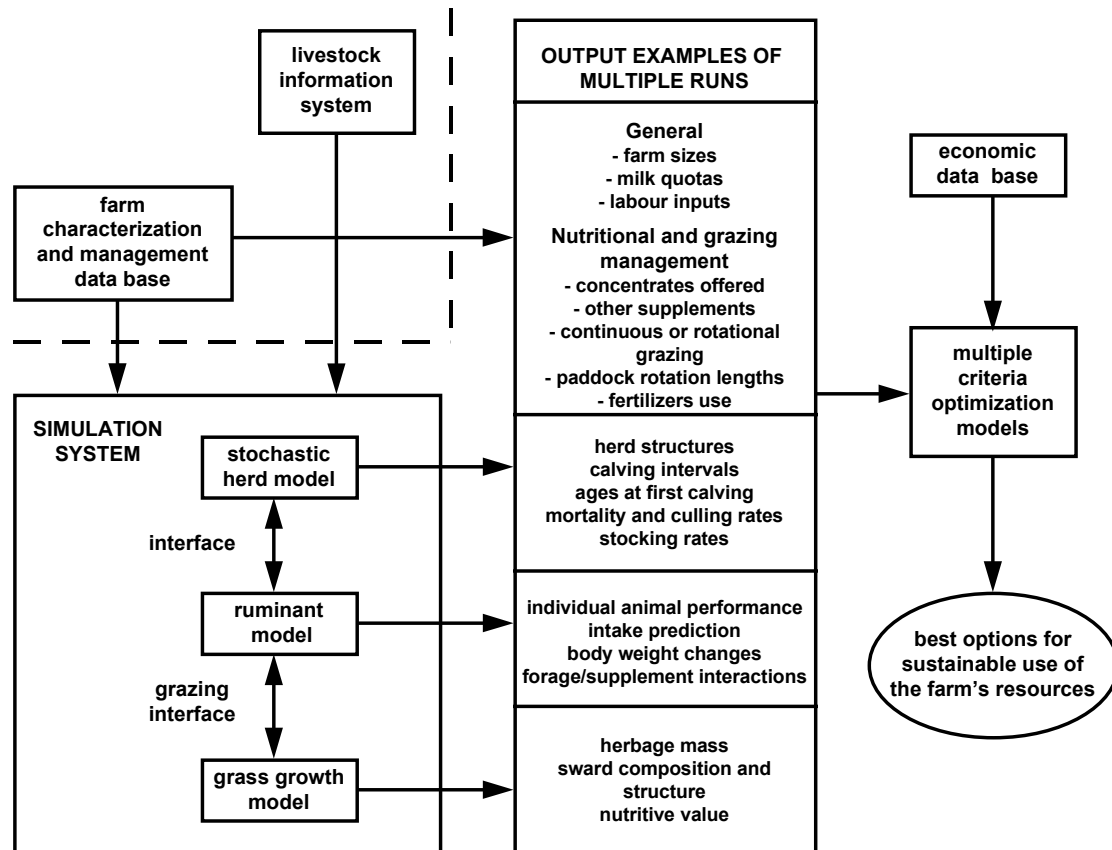 livestock
information
system
farm
characterization
and management
data base
SIMULATION
SYSTEM
stochastic
herd model
interface
ruminant
model
grazing
interface
grass growth
model
OUTPUT EXAMPLES OF
MULTIPLE RUNS
General
- farm sizes
- milk quotas
- labour inputs
Nutritional and grazing
management
- concentrates offered
- other supplements
- continuous or rotational
grazing
- paddock rotation lengths
- fertilizers use
herd structures
calving intervals
ages at first calving
mortality and culling rates
stocking rates
individual animal performance
intake prediction
body weight changes
forage/supplement interactions
herbage mass
sward composition and
structure
nutritive value
economic
data base
multiple
criteria
optimization
models
best options for
sustainable use of
the farm's resources